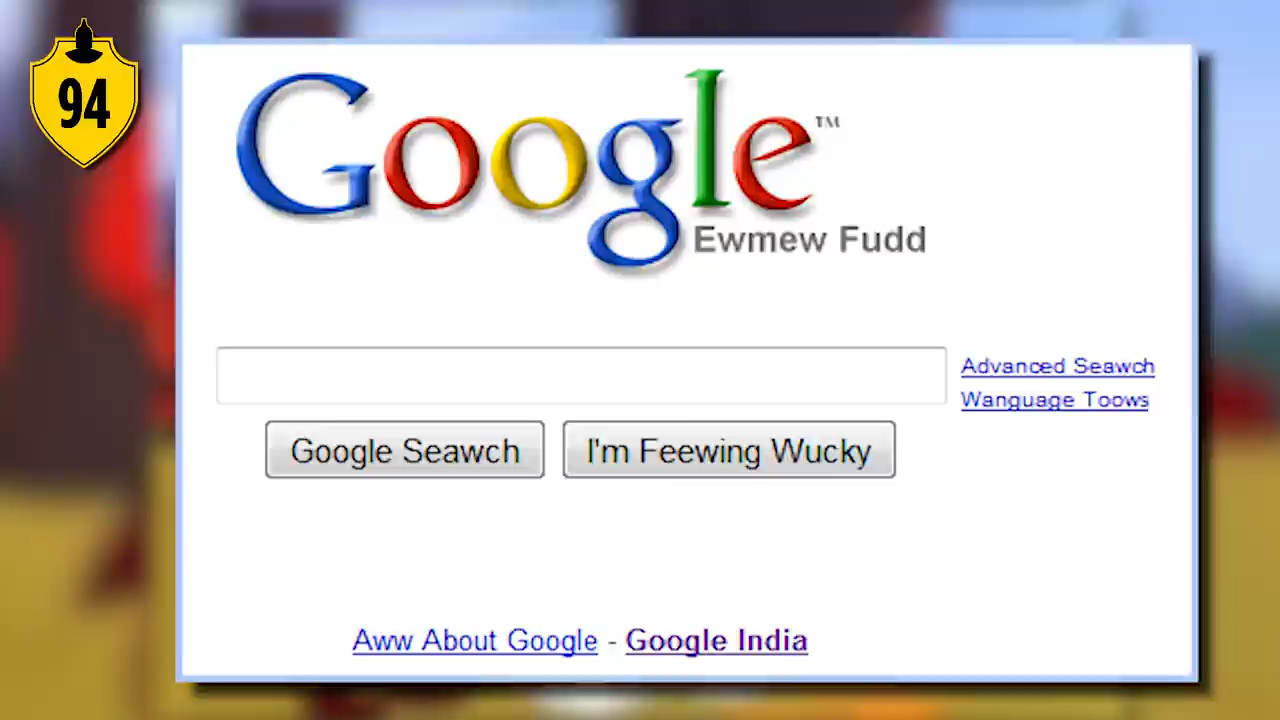 94
Google™
Ewmew Fudd
Advanced Seawch
Wanguage Toows
Google Seawch I'm Feewing Wucky
Aww About Google - Google India